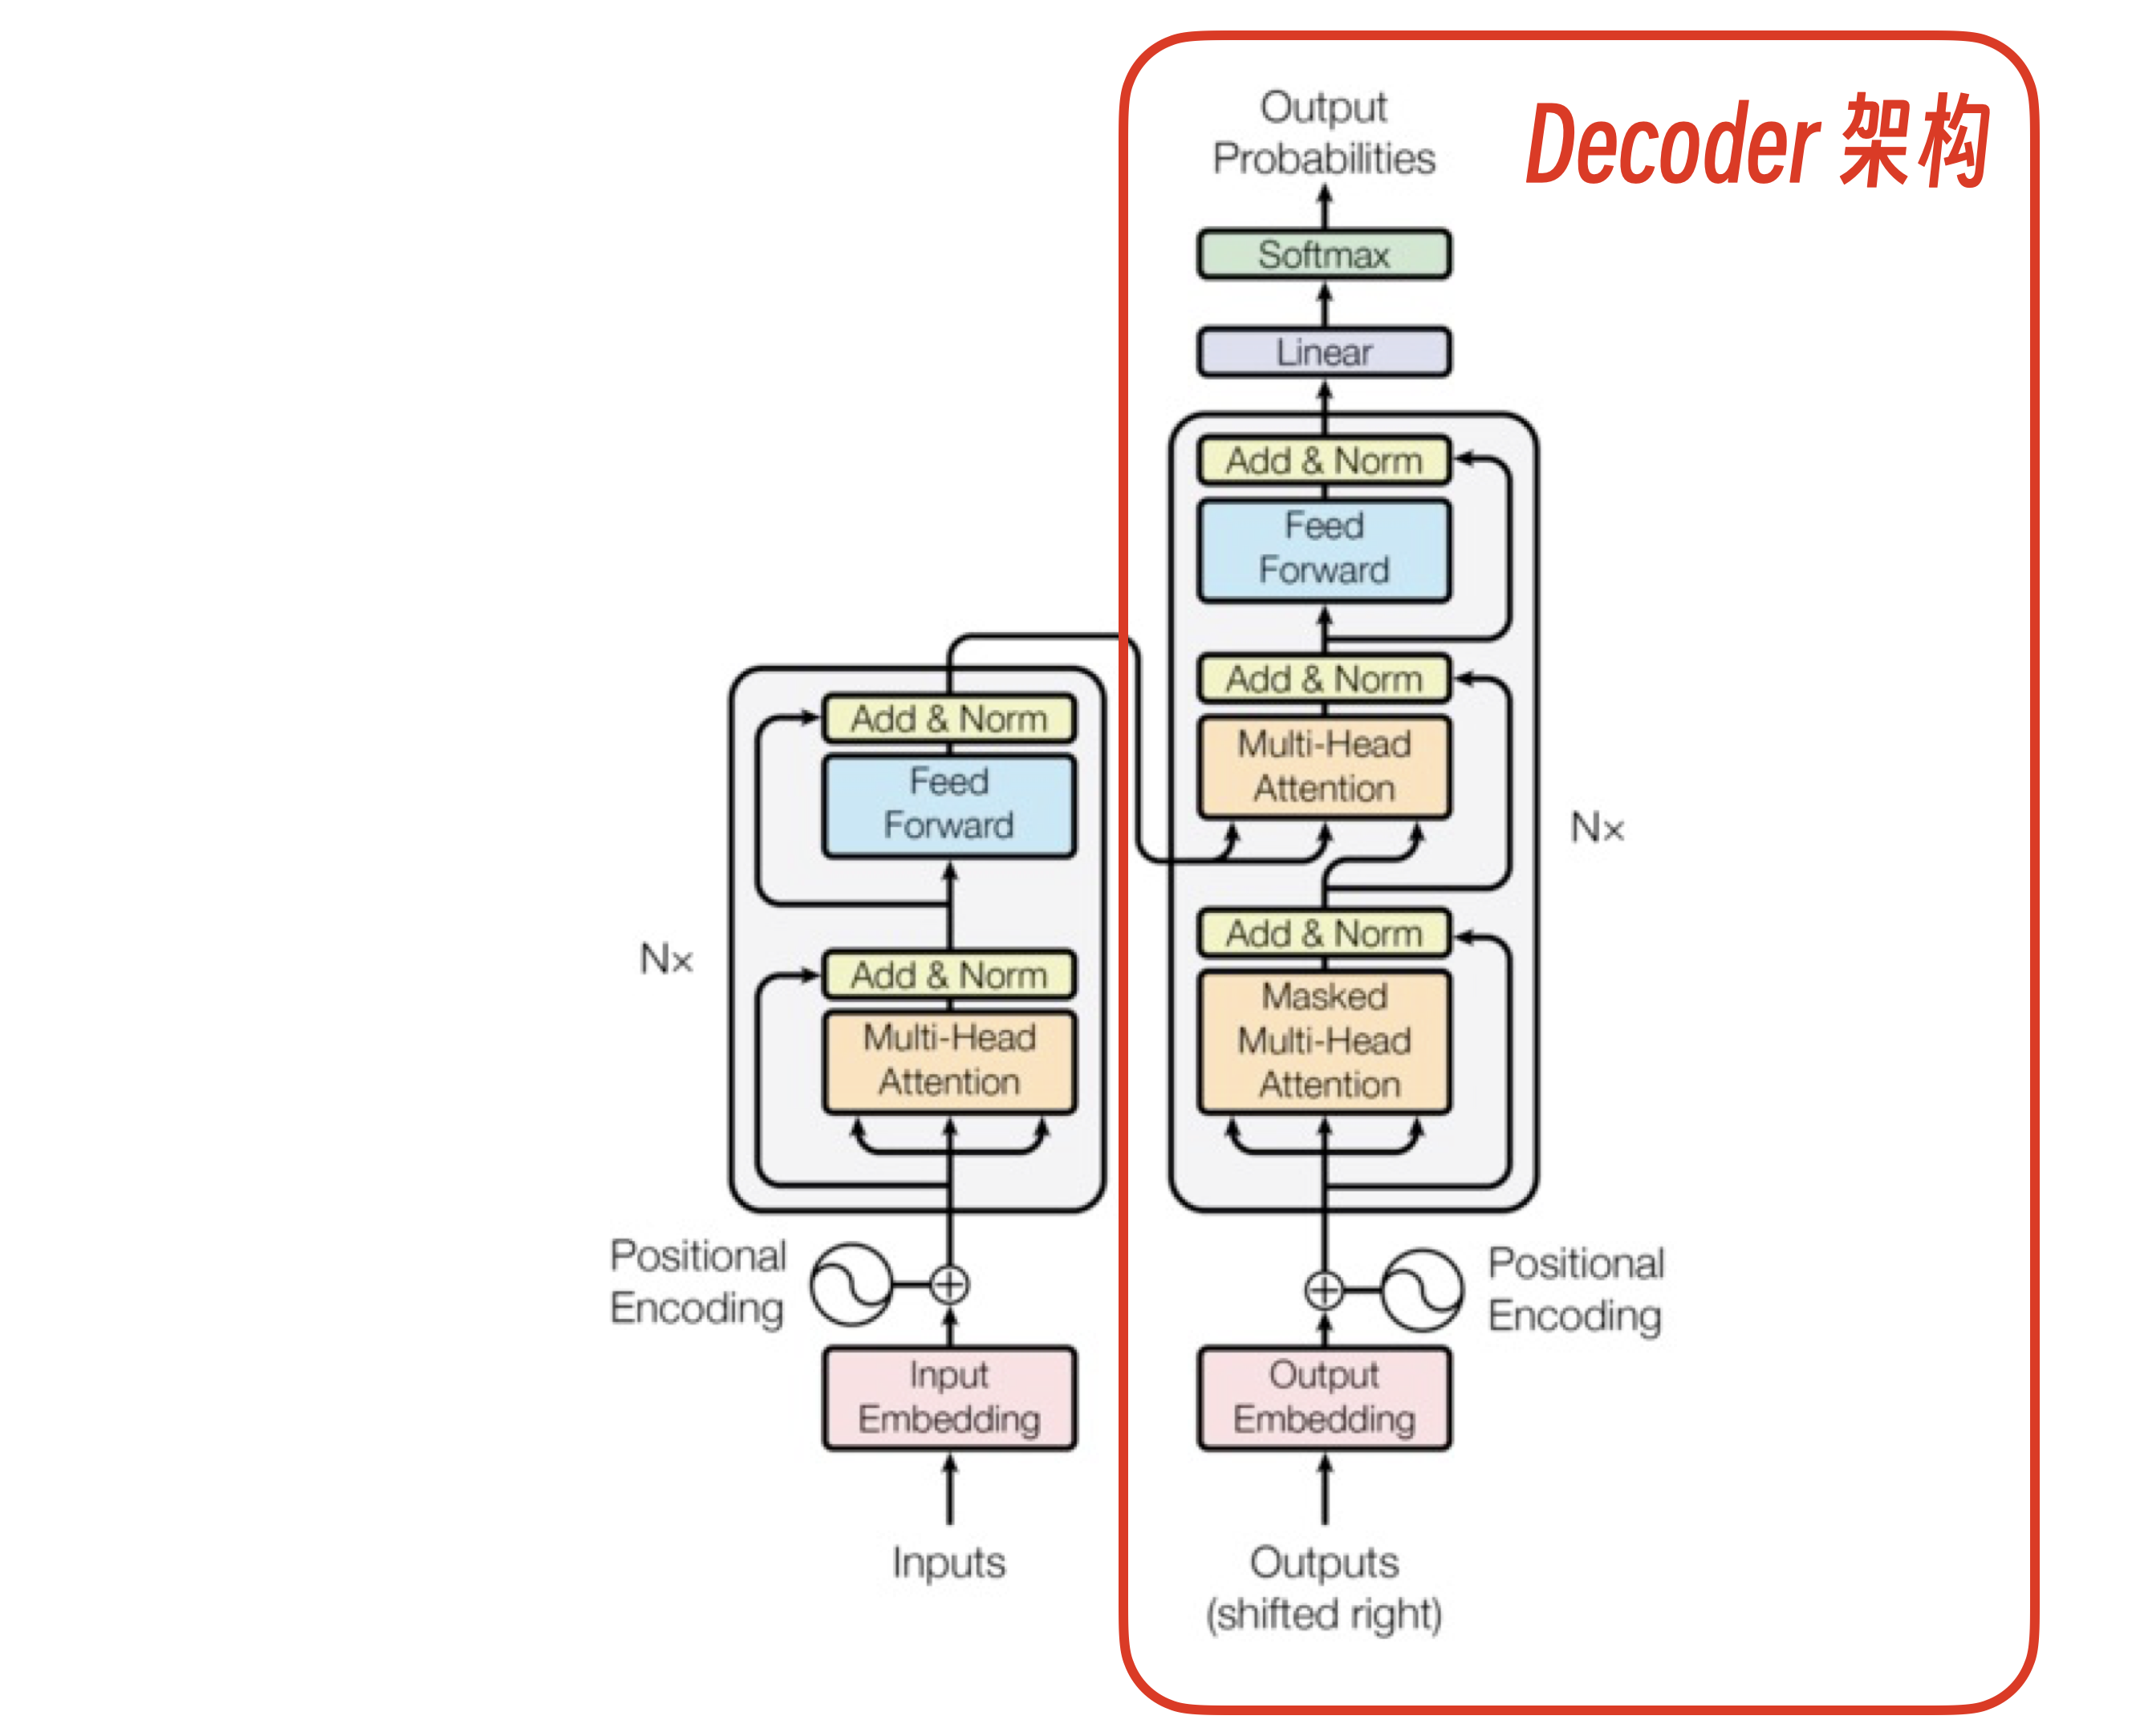 Decoder 架构
Output
Probabilities
Softmax
Linear
Add & Norm
Feed
Forward
Add & Norm
Multi-Head
Attention
Add & Norm
Masked
Multi-Head
Attention
N×
Positional
Encoding
Output
Embedding
Outputs
(shifted right)
Add & Norm
Feed
Forward
Add & Norm
Multi-Head
Attention
N×
Positional
Encoding
Input
Embedding
Inputs